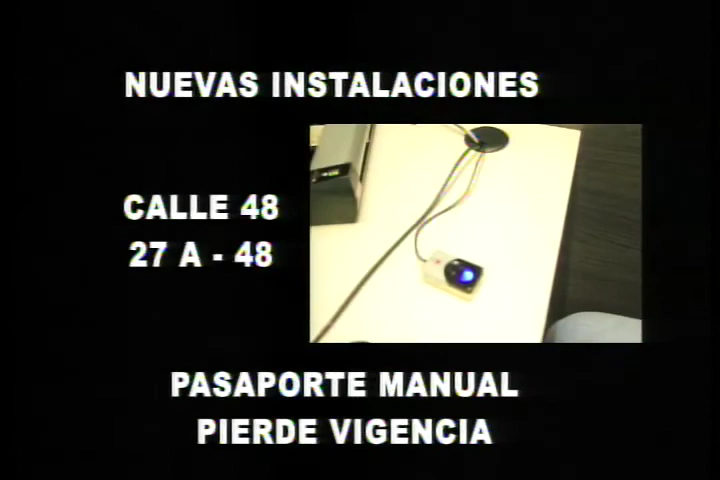 NUEVAS INSTALACIONES
CALLE 48
27 A - 48
PASAPORTE MANUAL
PIERDE VIGENCIA